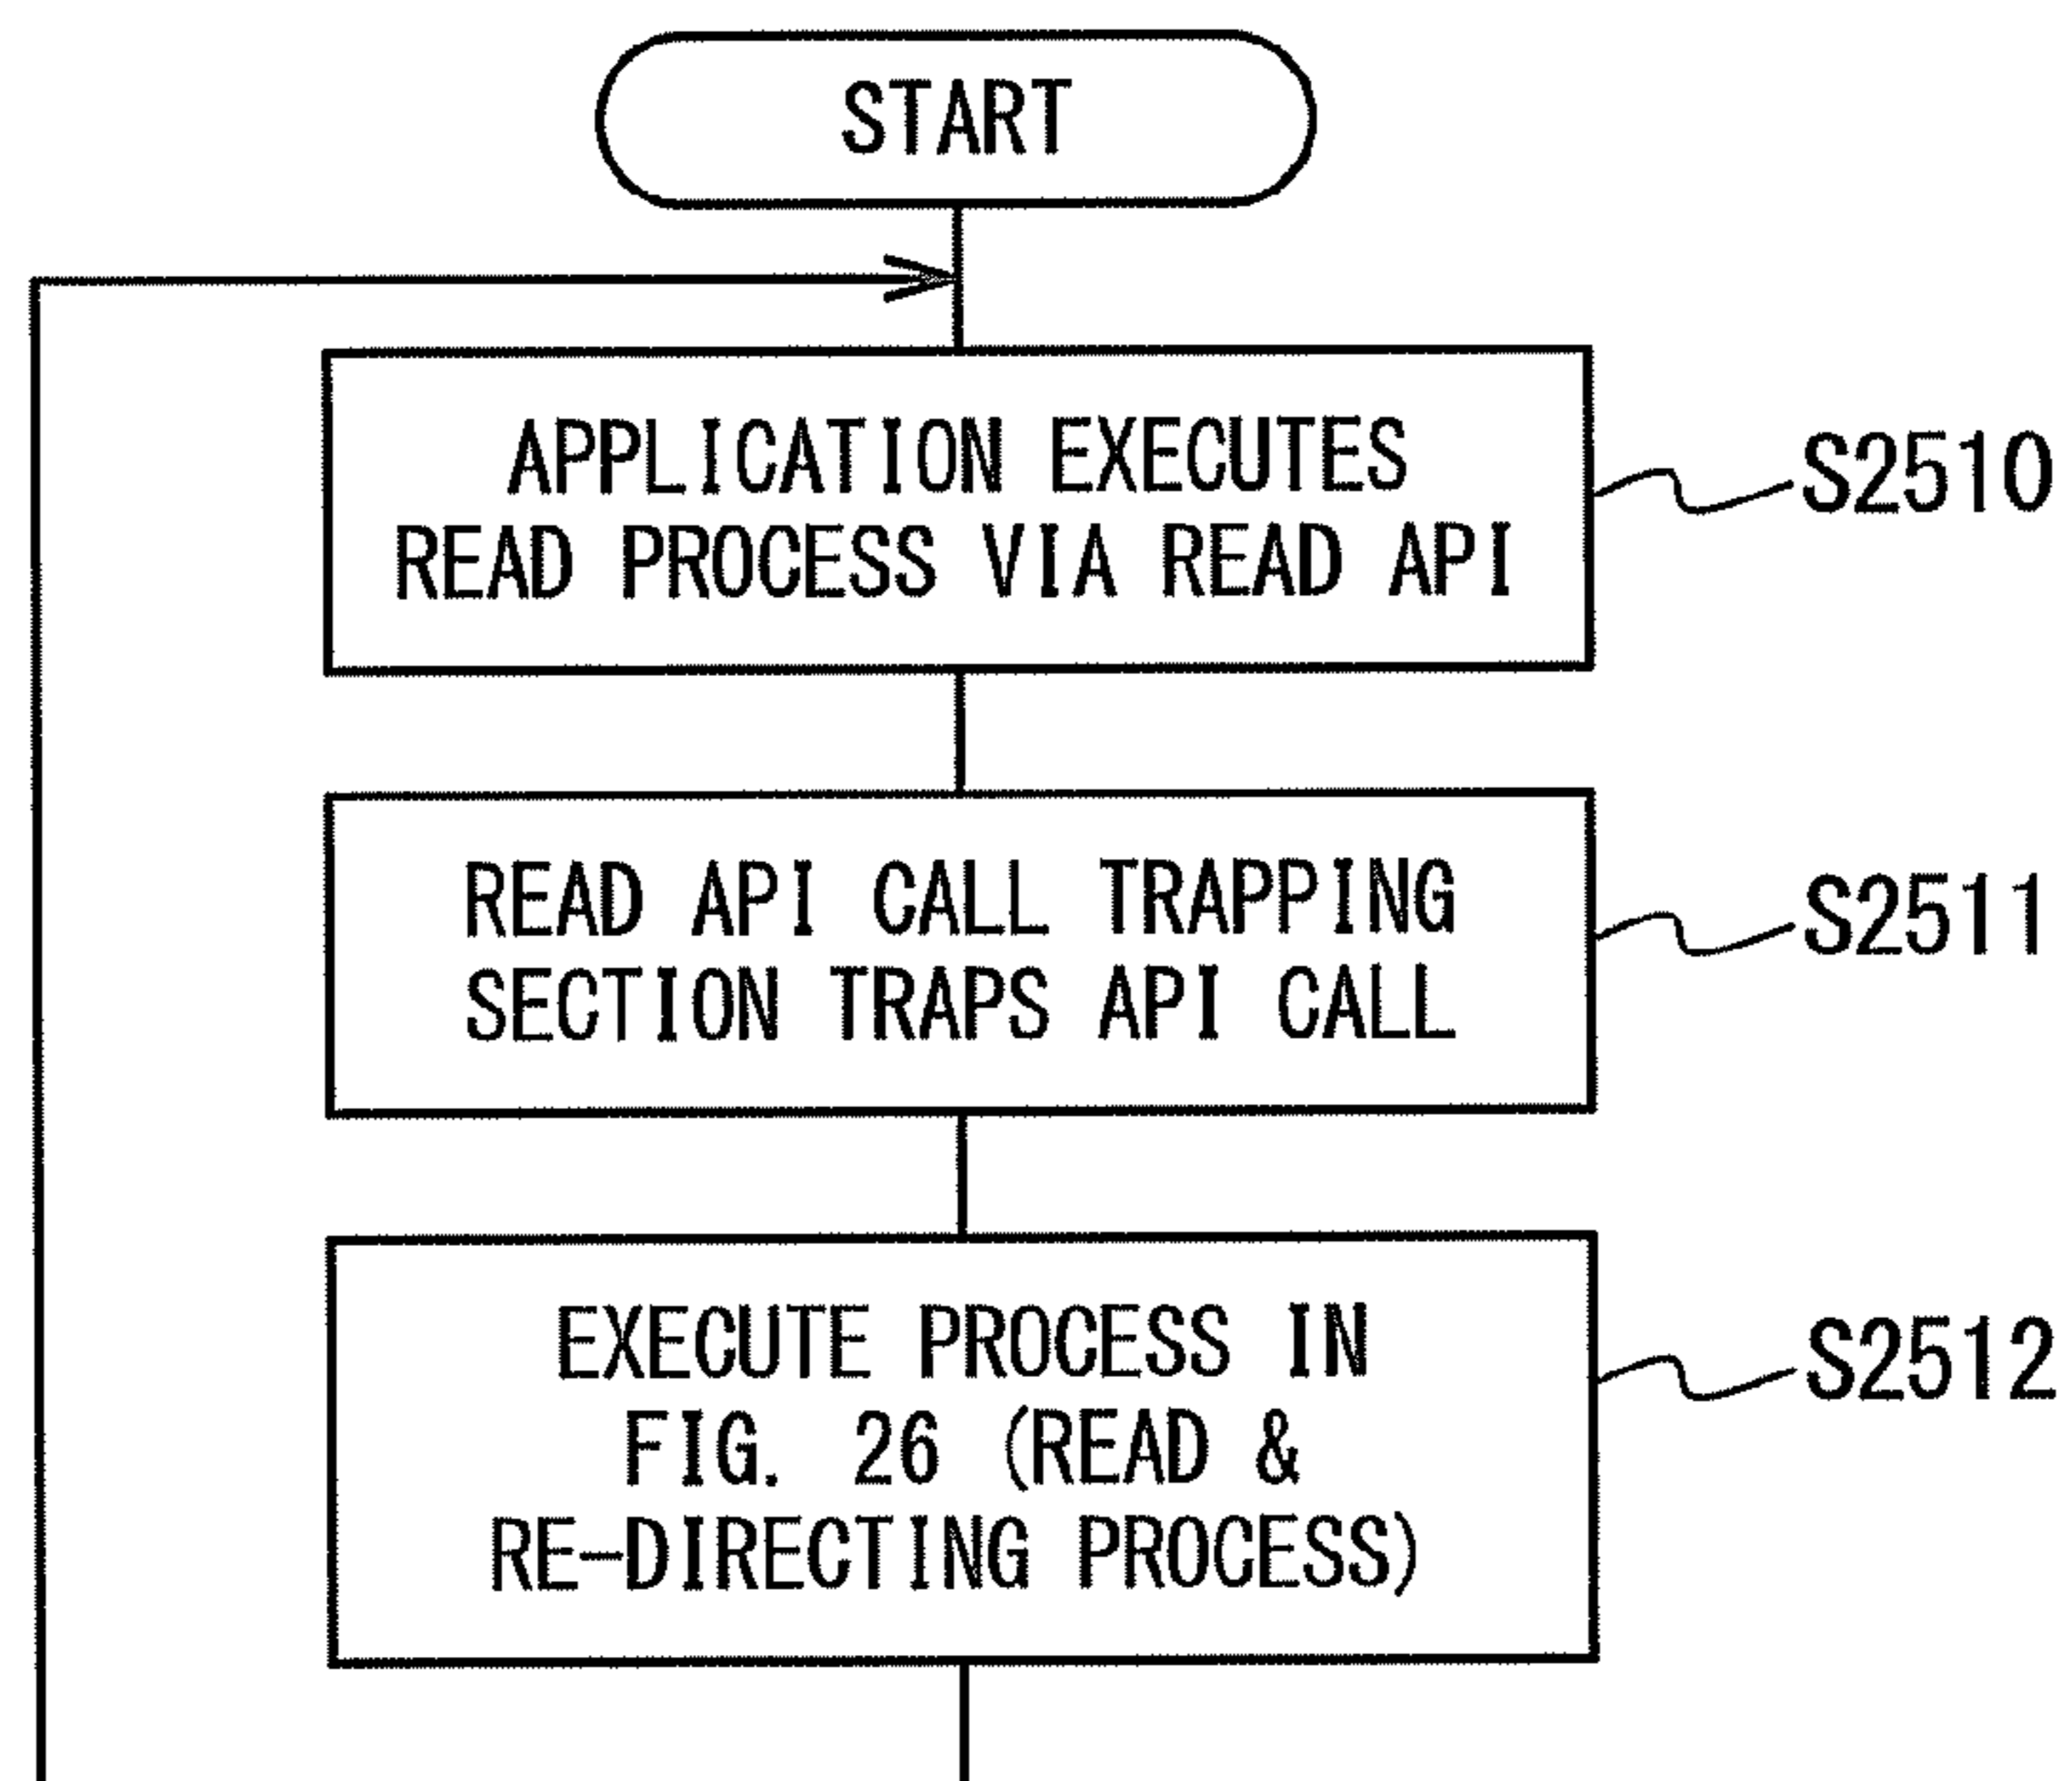 START
APPLICATION EXECUTES
READ PROCESS VIA READ API
S2510
READ API CALL TRAPPING
SECTION TRAPS API CALL
S2511
EXECUTE PROCESS IN
FIG. 26 (READ &
RE-DIRECTING PROCESS)
S2512